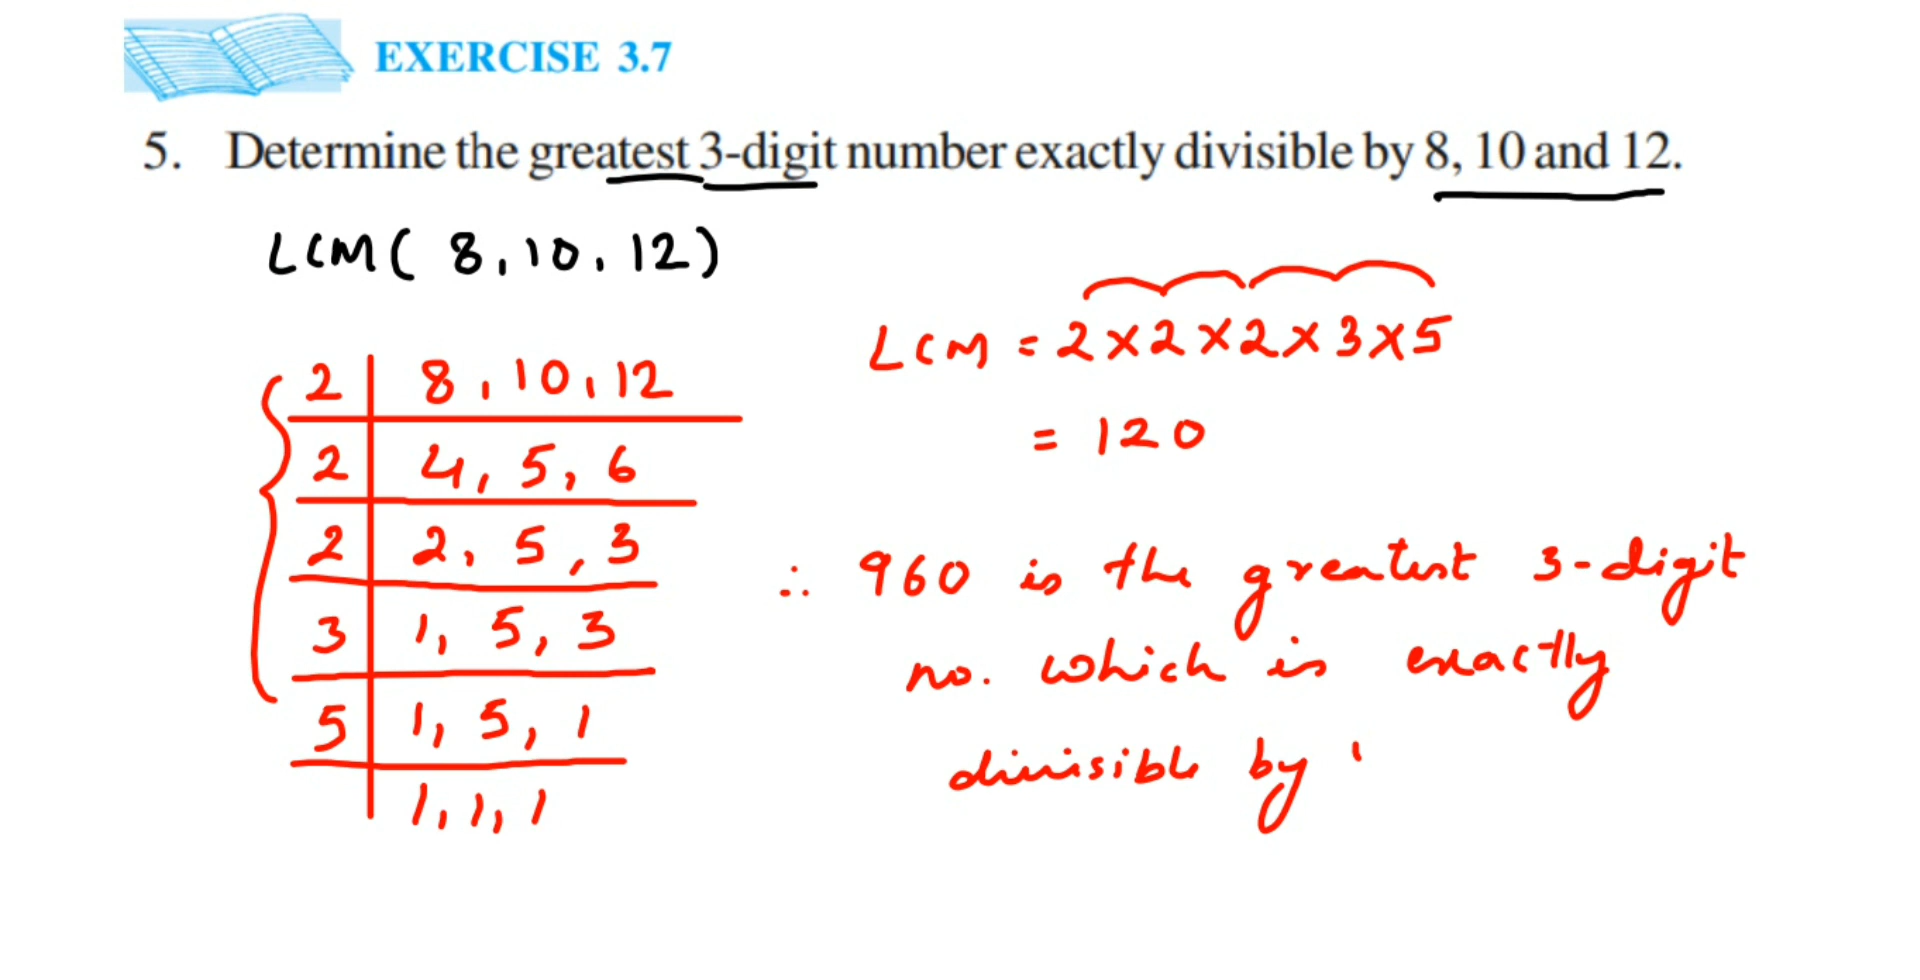 EXERCISE 3.7
5. Determine the greatest 3-digit number exactly divisible by 8, 10 and 12.
LCM( 8, 10, 12)
2 | 8, 10, 12
2 | 4, 5, 6
2 | 2, 5, 3
3 | 1, 5, 3
5 | 1, 5, 1
1, 1, 1
LCM = 2×2×2×3×5
= 120
∴ 960 is the greatest 3-digit
no. which is exactly
divisible by